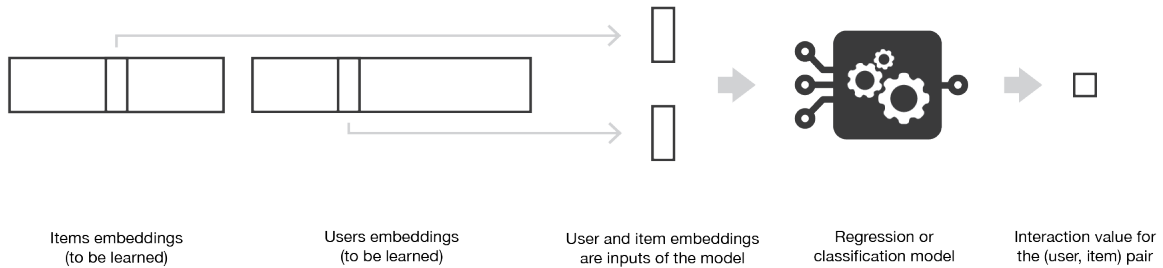 Items embeddings
(to be learned)
Users embeddings
(to be learned)
User and item embeddings
are inputs of the model
Regression or
classification model
Interaction value for
the (user, item) pair